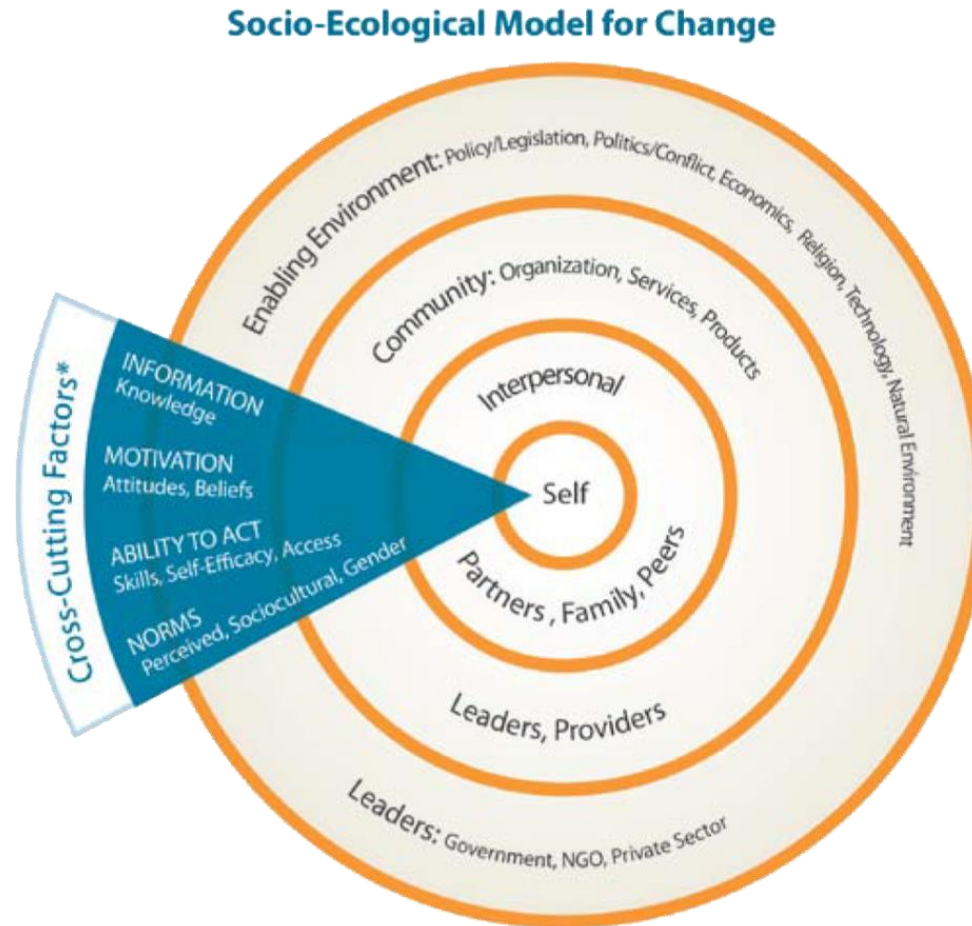 Socio-Ecological Model for Change
Enabling Environment: Policy/Legislation, Politics/Conflict, Economics, Religion, Technology, Natural Environment
Community: Organization, Services, Products
Interpersonal
Self
Partners , Family, Peers
Leaders, Providers
Leaders: Government, NGO, Private Sector
Cross-Cutting Factors*
INFORMATION
Knowledge
MOTIVATION
Attitudes, Beliefs
ABILITY TO ACT
Skills, Self-Efficacy, Access
NORMS
Perceived, Sociocultural, Gender